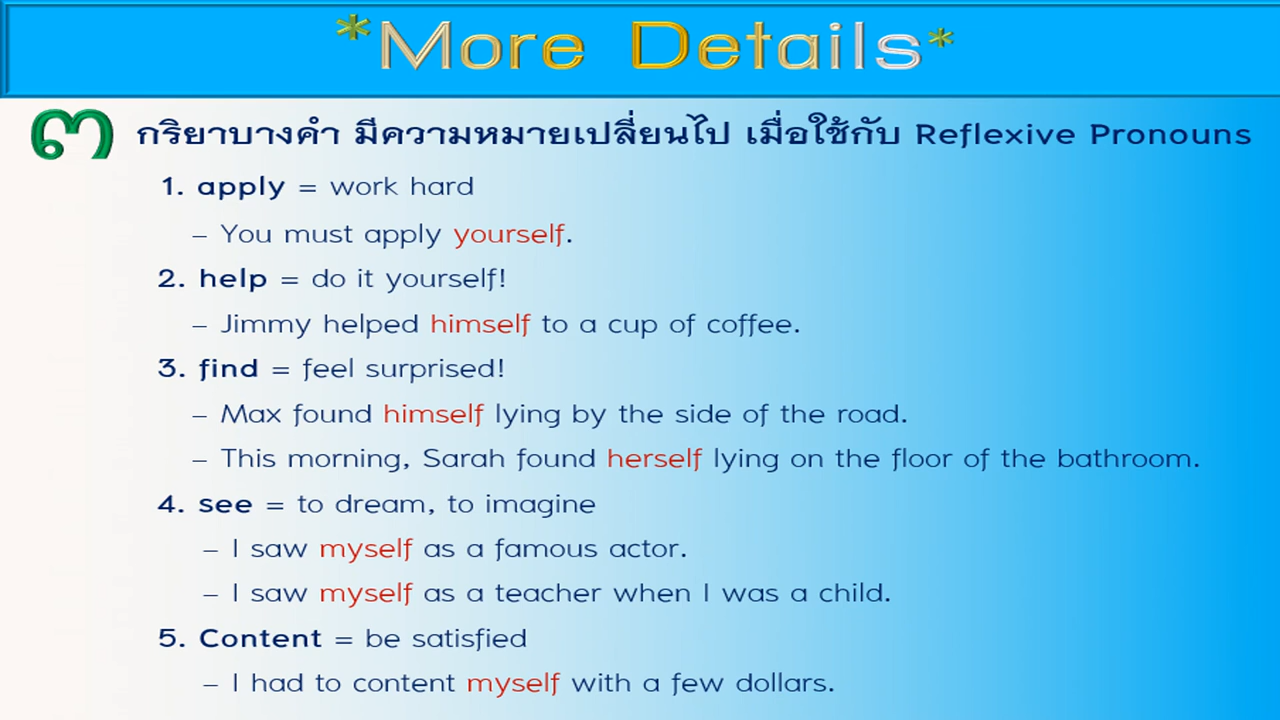 *More Details*
๓ กริยาบางคำ มีความหมายเปลี่ยนไป เมื่อใช้กับ Reflexive Pronouns
1. apply = work hard
– You must apply yourself.
2. help = do it yourself!
– Jimmy helped himself to a cup of coffee.
3. find = feel surprised!
– Max found himself lying by the side of the road.
– This morning, Sarah found herself lying on the floor of the bathroom.
4. see = to dream, to imagine
– I saw myself as a famous actor.
– I saw myself as a teacher when I was a child.
5. Content = be satisfied
– I had to content myself with a few dollars.